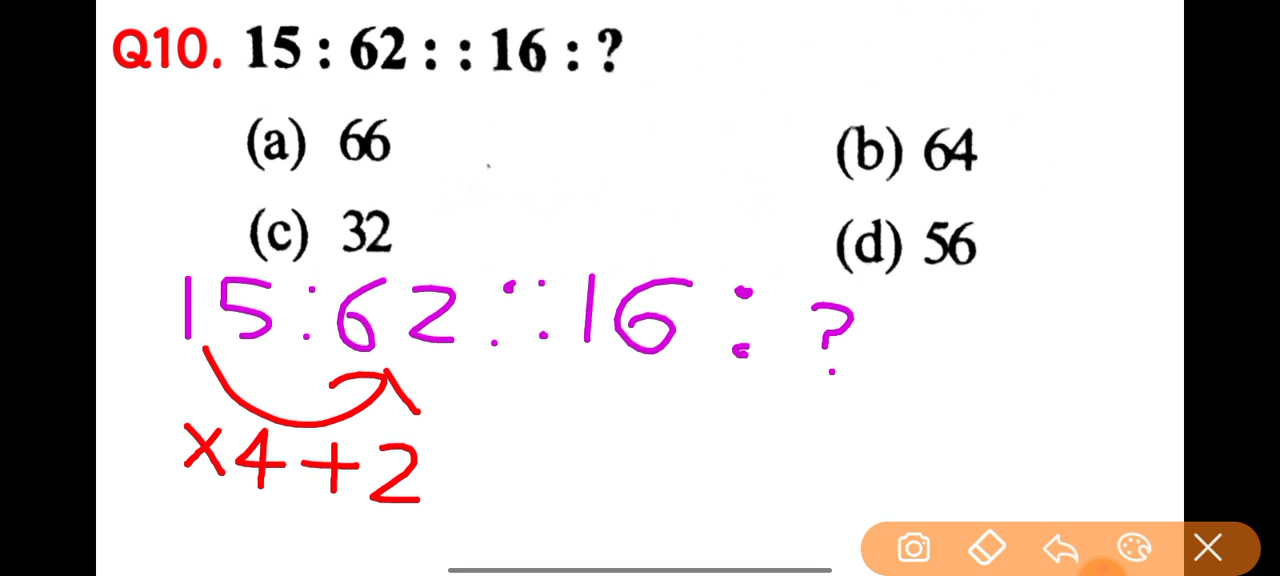 Q10. 15 : 62 : : 16 : ?
(a) 66 (b) 64
(c) 32 (d) 56
15 : 62 : : 16 : ?
×4+2